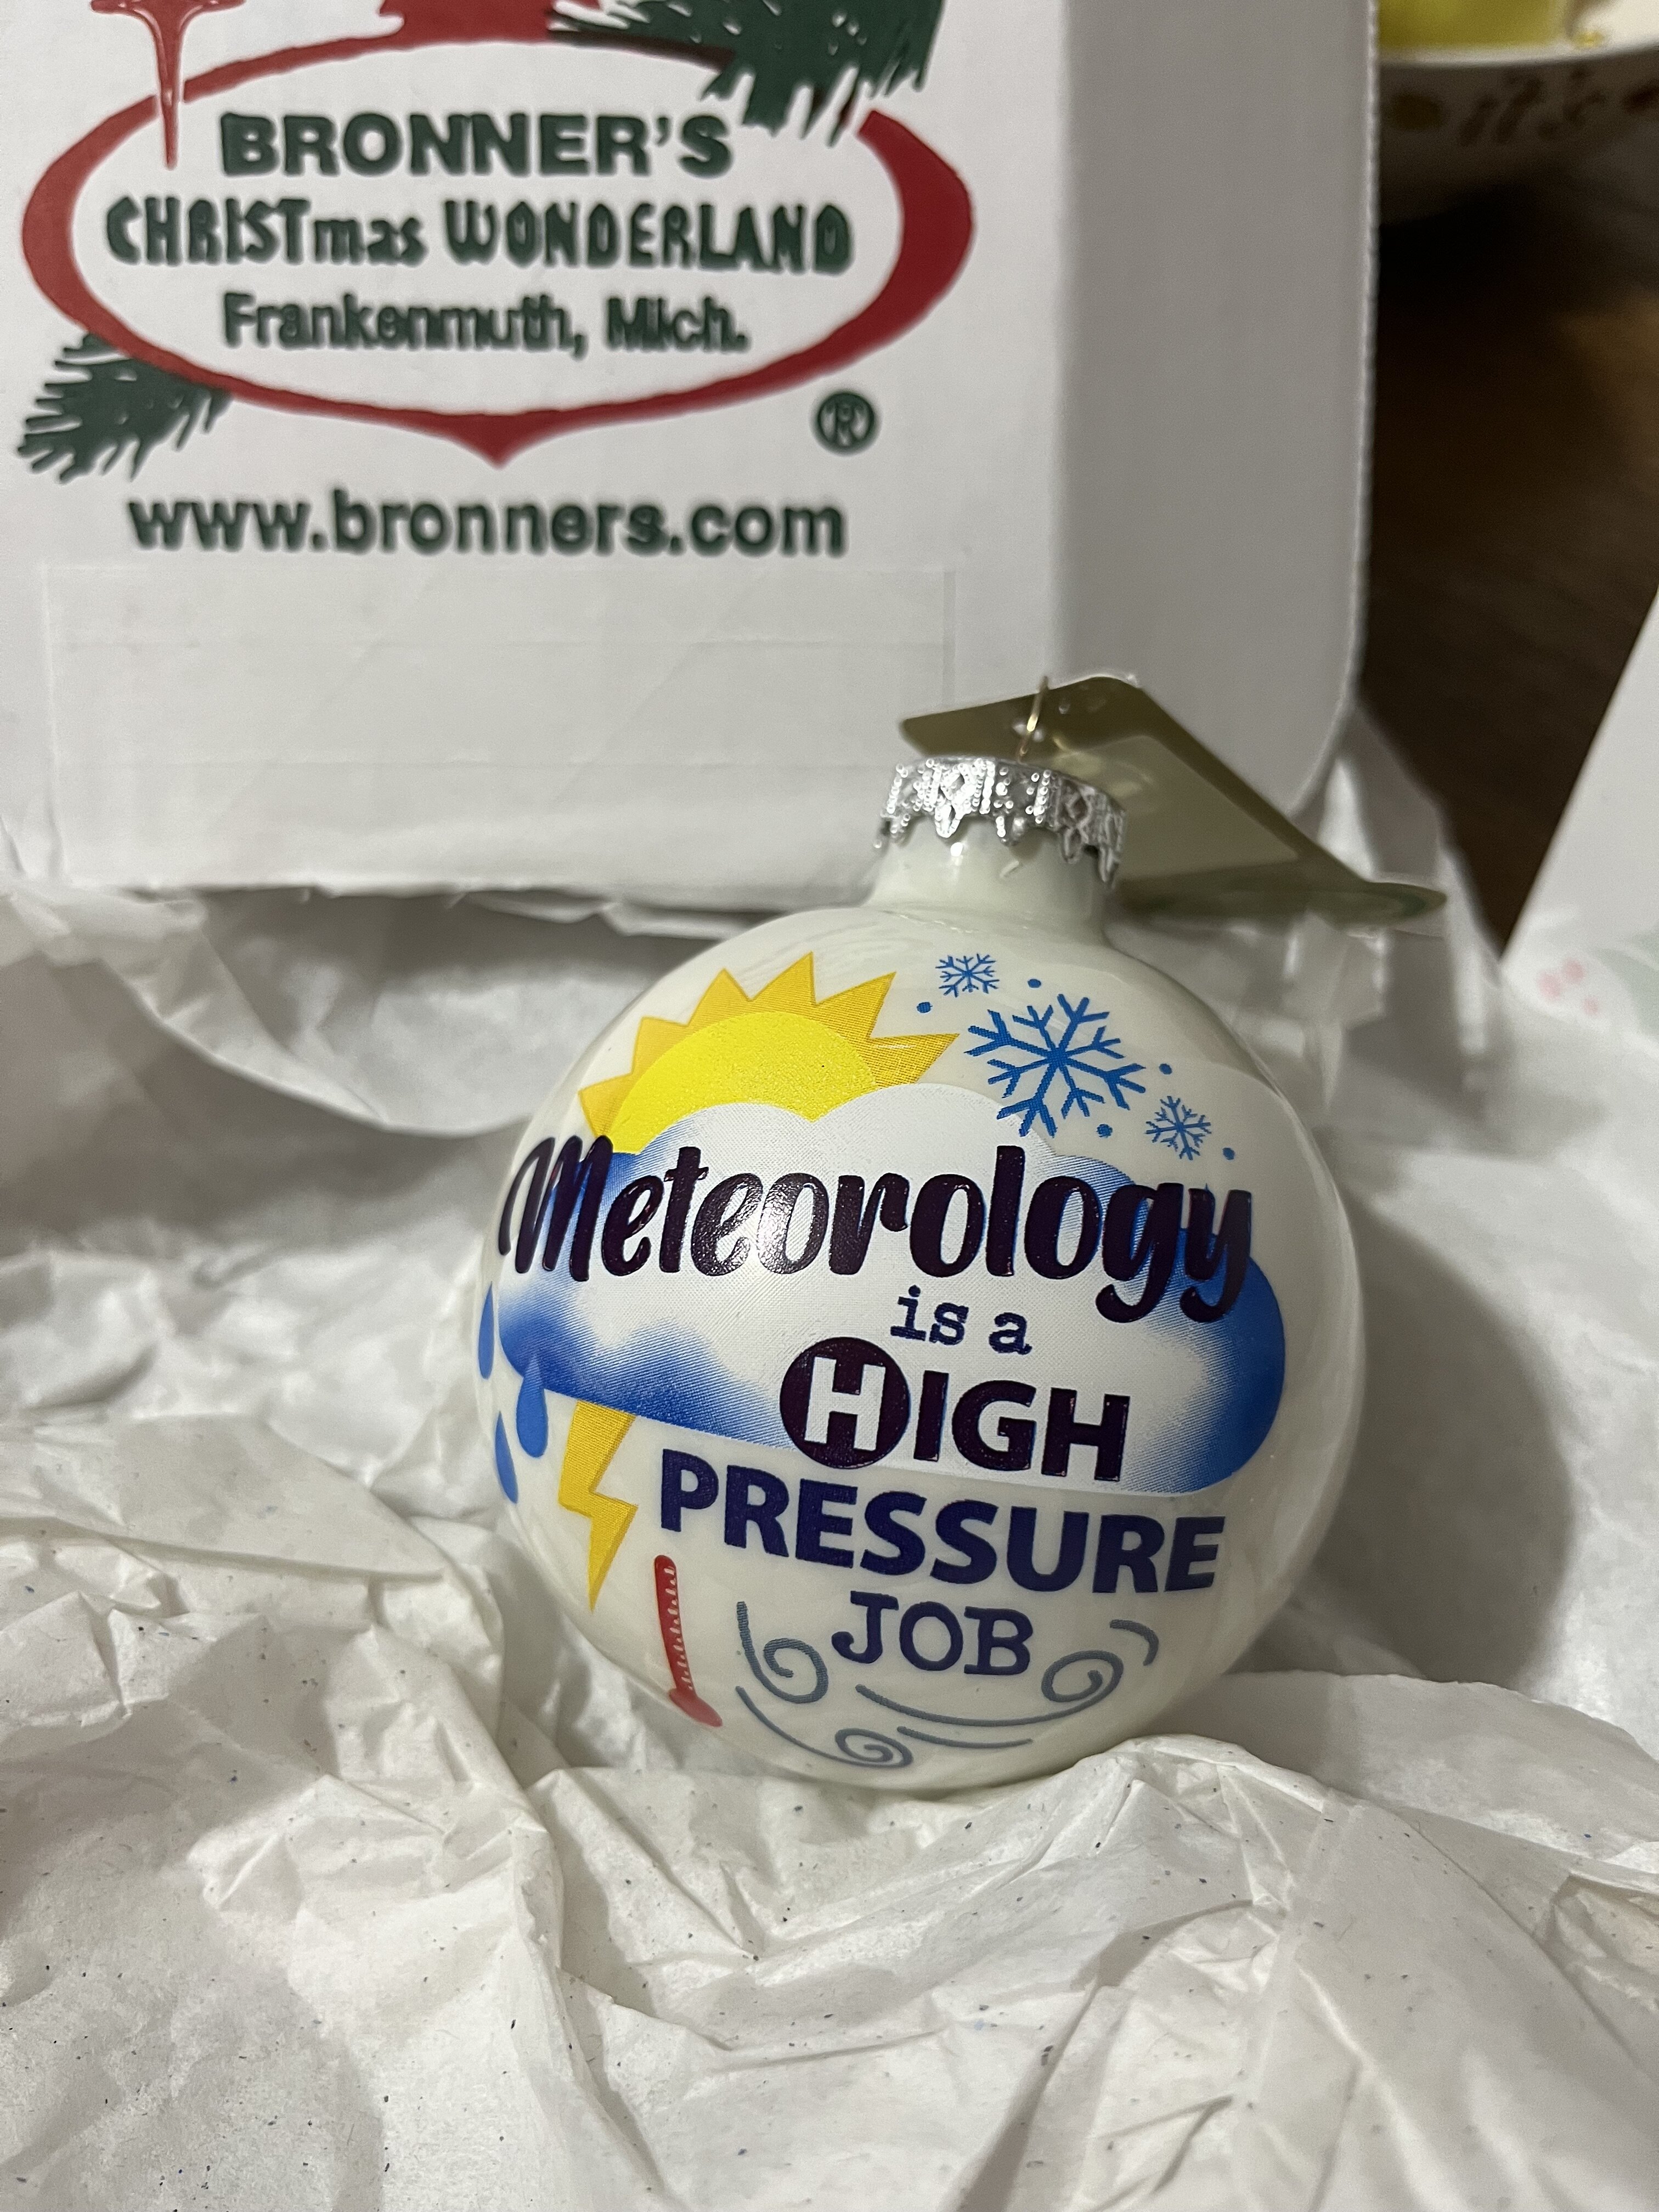 BRONNER'S
CHRISTmas WONDERLAND
Frankenmuth, Mich.
®
www.bronners.com
Meteorology
is a
HIGH
PRESSURE
JOB